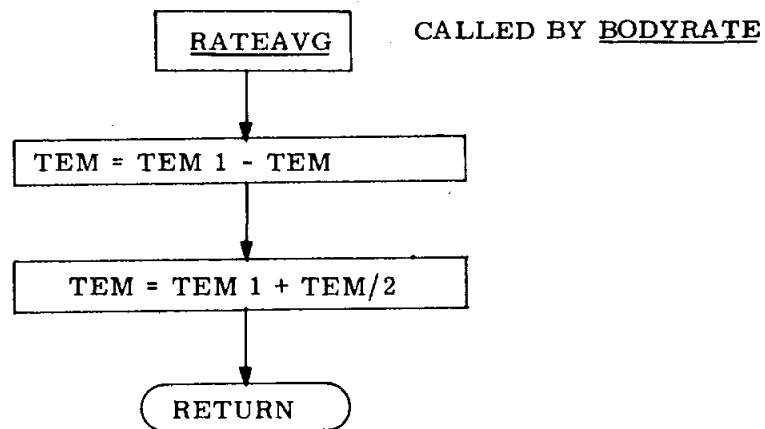 RATEAVG
CALLED BY BODYRATE
TEM = TEM 1 - TEM
TEM = TEM 1 + TEM/2
RETURN